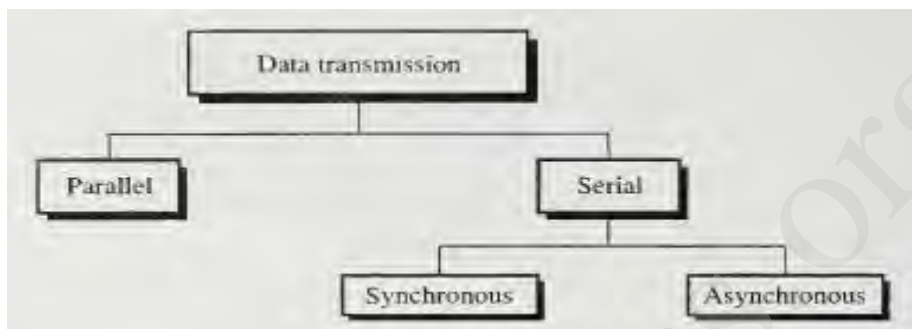 Data transmission
Parallel
Serial
Synchronous
Asynchronous